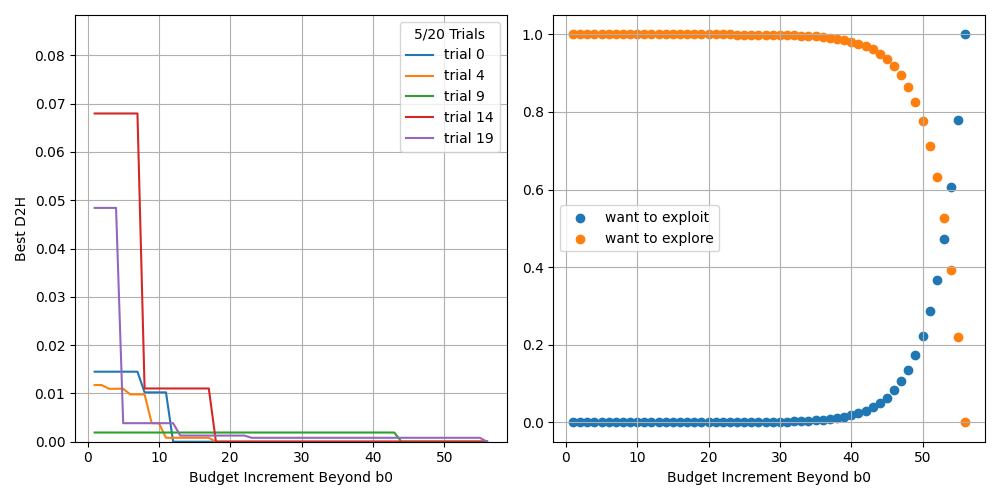 5/20 Trials
trial 0
trial 4
trial 9
trial 14
trial 19
Best D2H
0.08
0.07
0.06
0.05
0.04
0.03
0.02
0.01
0.00
0 10 20 30 40 50
Budget Increment Beyond b0
1.0
0.8
0.6
0.4
0.2
0.0
want to exploit
want to explore
0 10 20 30 40 50
Budget Increment Beyond b0